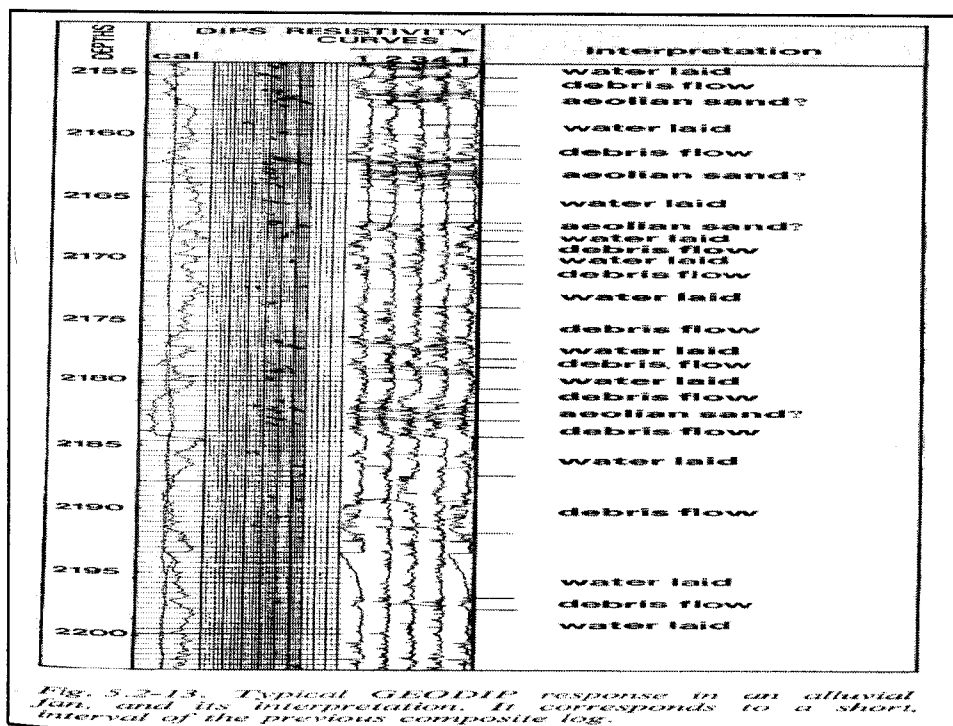 DEPTHS
DIPS RESISTIVITY
CURVES
cal
1 2 3 4 1
Interpretation
2155
water laid
debris flow
aeolian sand?
2160
water laid
debris flow
aeolian sand?
2165
water laid
aeolian sand?
water laid
debris flow
2170
water laid
debris flow
water laid
2175
debris flow
water laid
debris flow
2180
water laid
debris flow
aeolian sand?
debris flow
2185
water laid
2190
debris flow
2195
water laid
debris flow
2200
water laid
Fig. 5.2-13. Typical GEODIP response in an alluvial
fan, and its interpretation. It corresponds to a short
interval of the previous composite log.